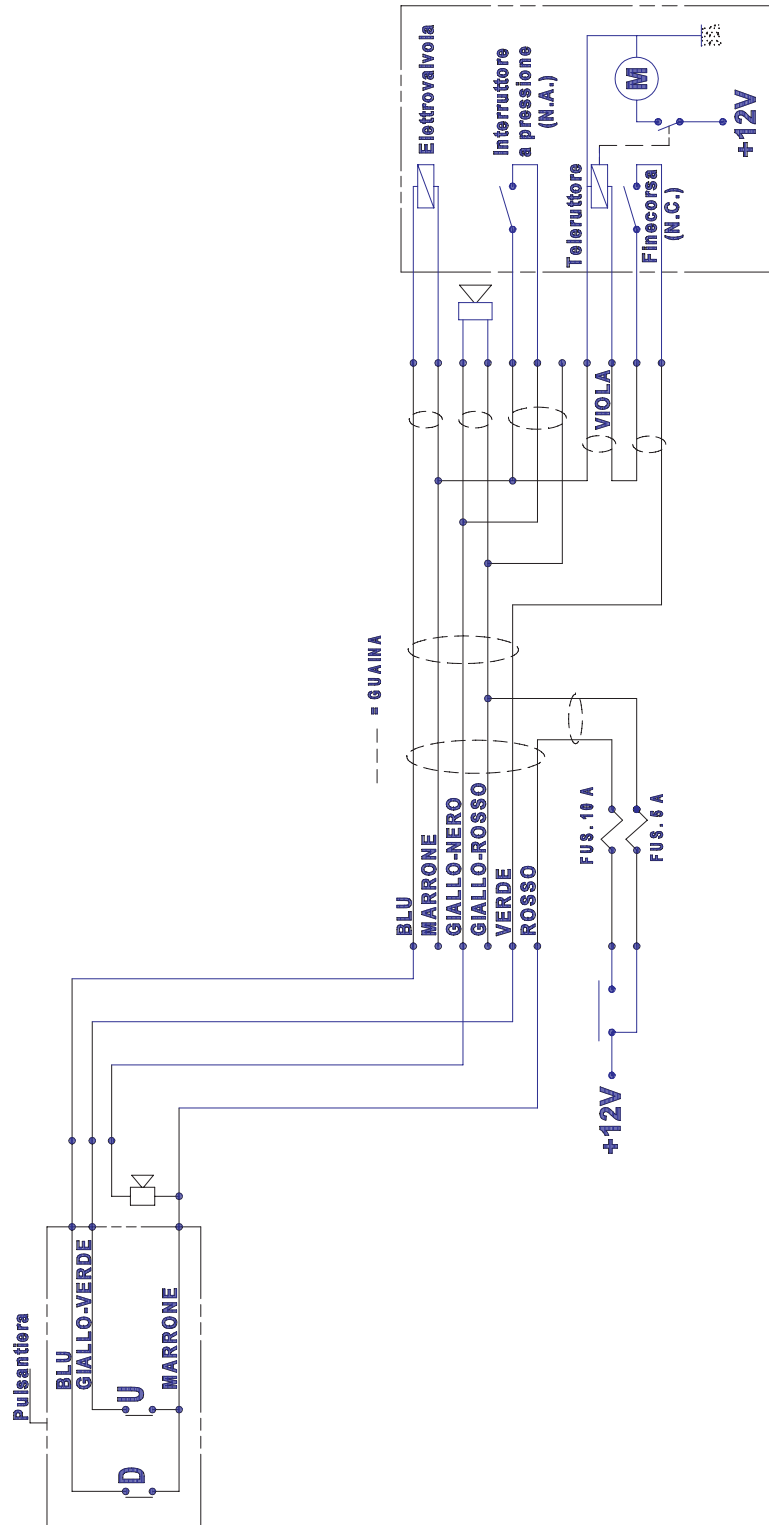 Elettrovalvola
Interruttore
a pressione
(N.A.)
Teleruttore
Finecorsa
(N.C.)
M
+12V
VIOLA
= GUAINA
BLU
MARRONE
GIALLO-NERO
GIALLO-ROSSO
VERDE
ROSSO
FUS. 10 A
FUS. 5 A
+12V
Pulsantiera
BLU
GIALLO-VERDE
MARRONE
U
D